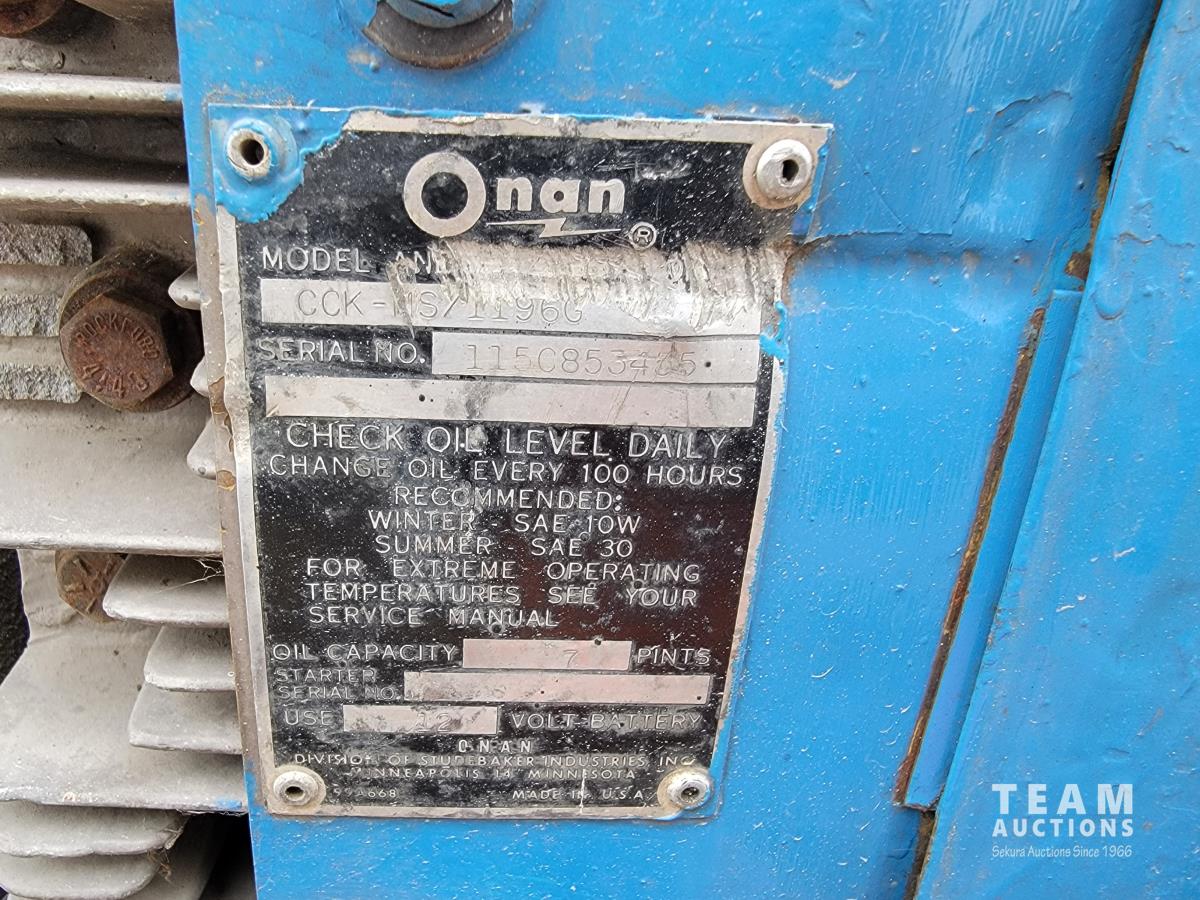 Onan
®
MODEL AND
CCK-MS/1196G
SERIAL NO. 115C853425
CHECK OIL LEVEL DAILY
CHANGE OIL EVERY 100 HOURS
RECOMMENDED:
WINTER - SAE 10W
SUMMER - SAE 30
FOR EXTREME OPERATING
TEMPERATURES SEE YOUR
SERVICE MANUAL
OIL CAPACITY 7 PINTS
STARTER
SERIAL NO.
USE 12 VOLT BATTERY
ONAN
DIVISION OF STUDEBAKER INDUSTRIES, INC.
MINNEAPOLIS 14, MINNESOTA
MADE IN U.S.A.
TEAM
AUCTIONS
Sekura Auctions Since 1966